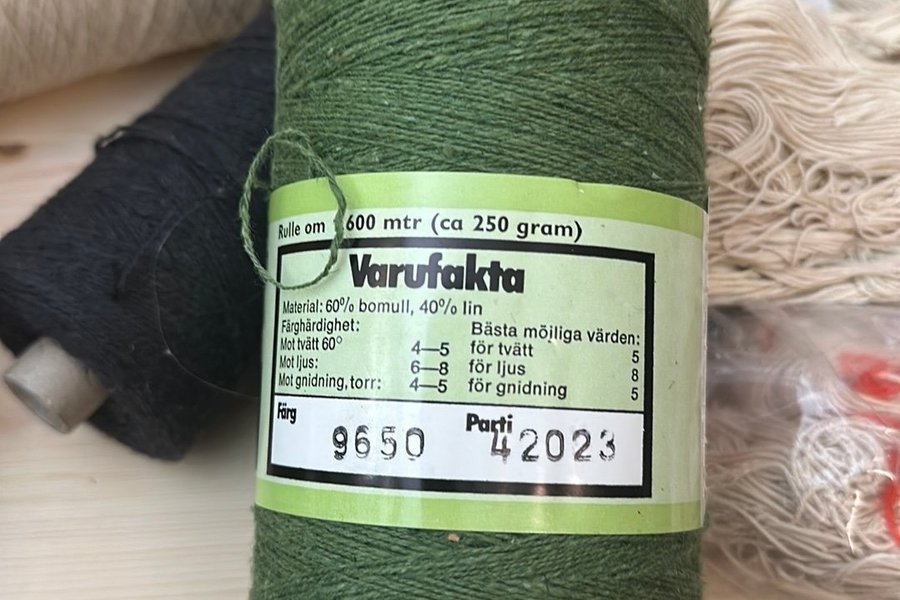 Rulle om 600 mtr (ca 250 gram)
Varufakta
Material: 60% bomull, 40% lin
Färghärdighet: Bästa möjliga värden:
Mot tvätt 60° 4—5 för tvätt 5
Mot ljus: 6—8 för ljus 8
Mot gnidning, torr: 4—5 för gnidning 5
Färg Parti
9650 42023